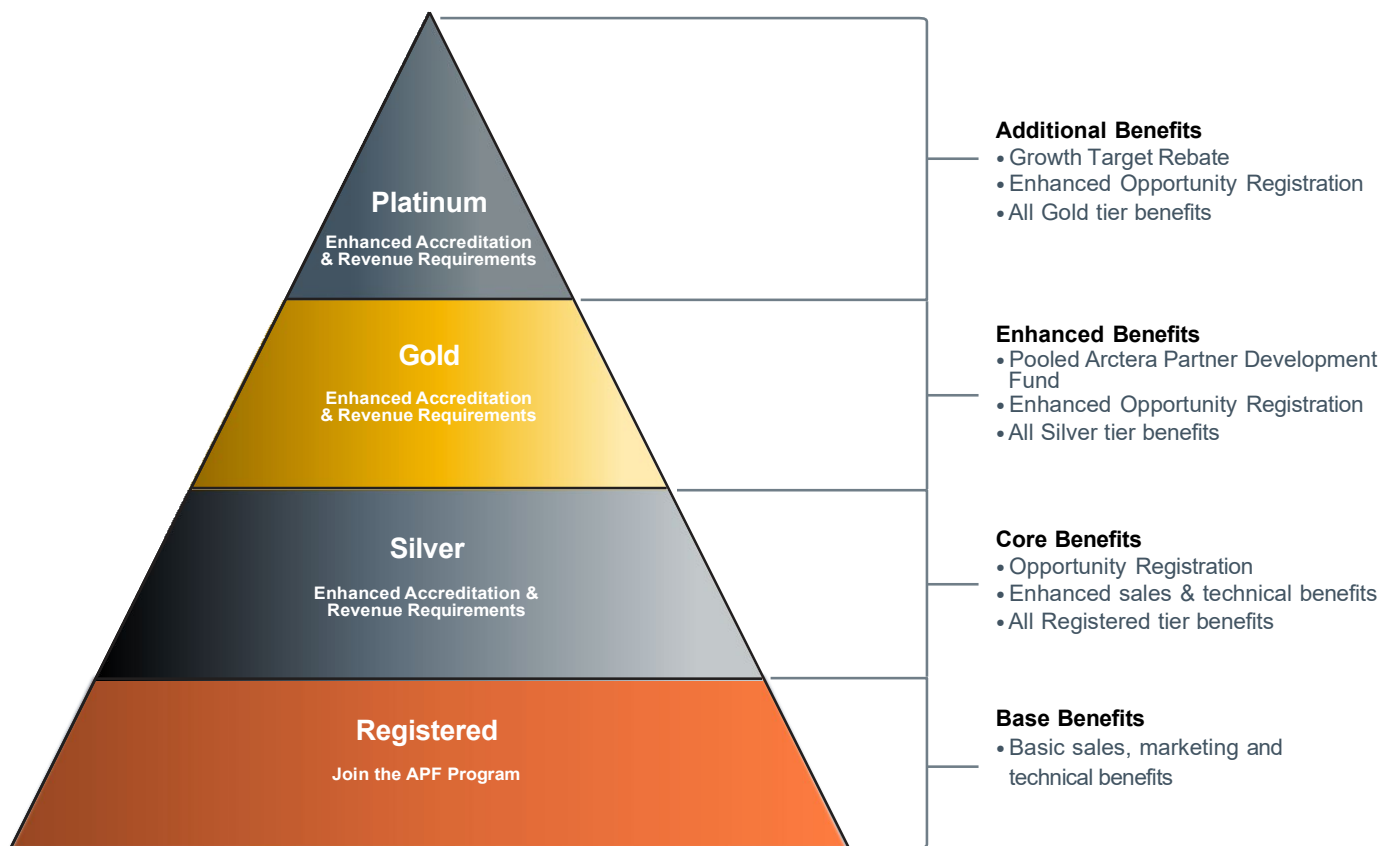 Platinum
Enhanced Accreditation
& Revenue Requirements
Gold
Enhanced Accreditation
& Revenue Requirements
Silver
Enhanced Accreditation &
Revenue Requirements
Registered
Join the APF Program
Additional Benefits
• Growth Target Rebate
• Enhanced Opportunity Registration
• All Gold tier benefits
Enhanced Benefits
• Pooled Arctera Partner Development
Fund
• Enhanced Opportunity Registration
• All Silver tier benefits
Core Benefits
• Opportunity Registration
• Enhanced sales & technical benefits
• All Registered tier benefits
Base Benefits
• Basic sales, marketing and
technical benefits